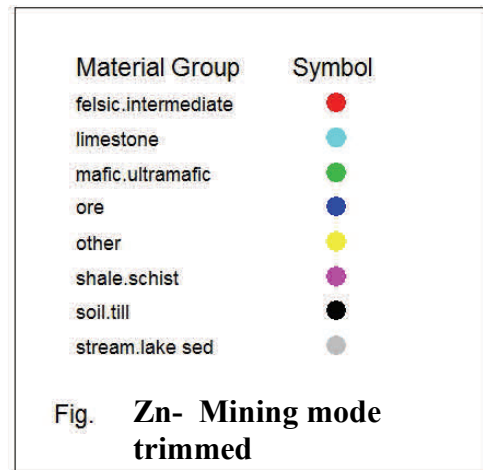 Material Group Symbol
felsic.intermediate
limestone
mafic.ultramafic
ore
other
shale.schist
soil.till
stream.lake sed
Fig. Zn- Mining mode
trimmed